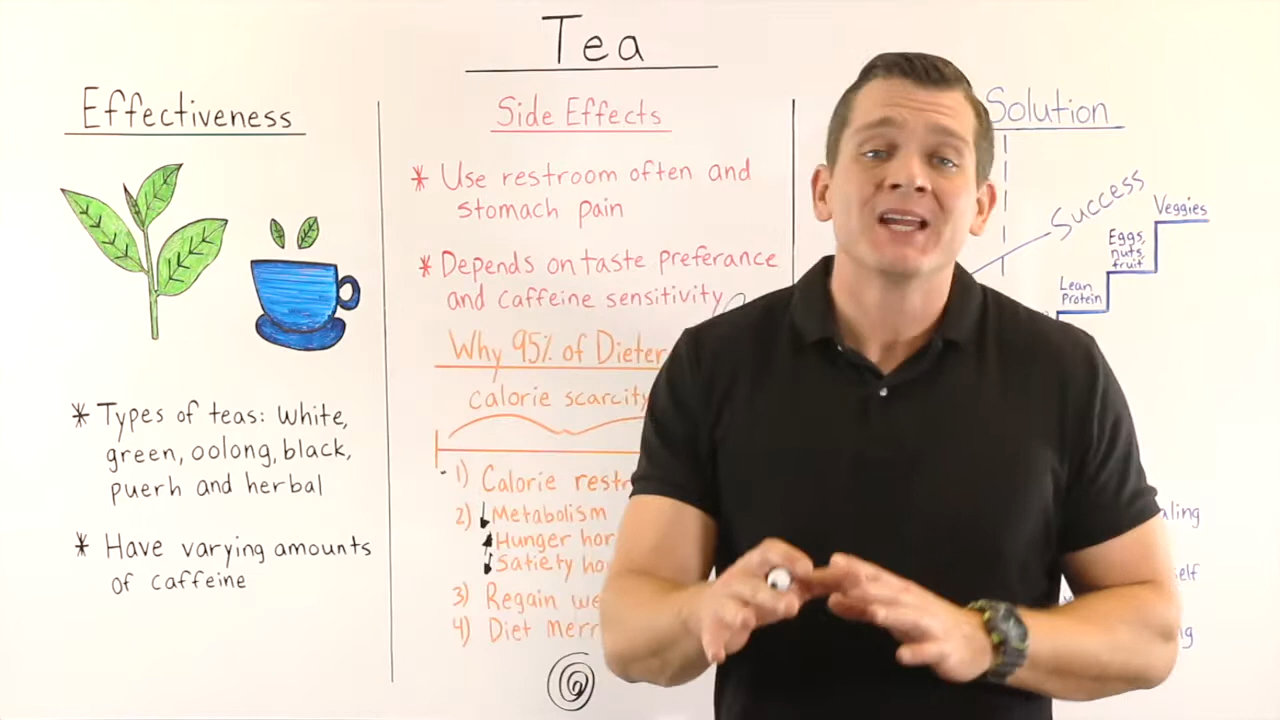 Tea
Effectiveness
* Types of teas: White,
green, oolong, black,
puerh and herbal
* Have varying amounts
of caffeine
Side Effects
* Use restroom often and
stomach pain
* Depends on taste preferance
and caffeine sensitivity
Why 95% of Dieter
calorie scarcity
1) Calorie restr
2) Metabolism
Hunger hor
Satiety ho
3) Regain we
4) Diet merr
Solution
Success
Veggies
Eggs,
nuts,
fruit
Lean
Protein